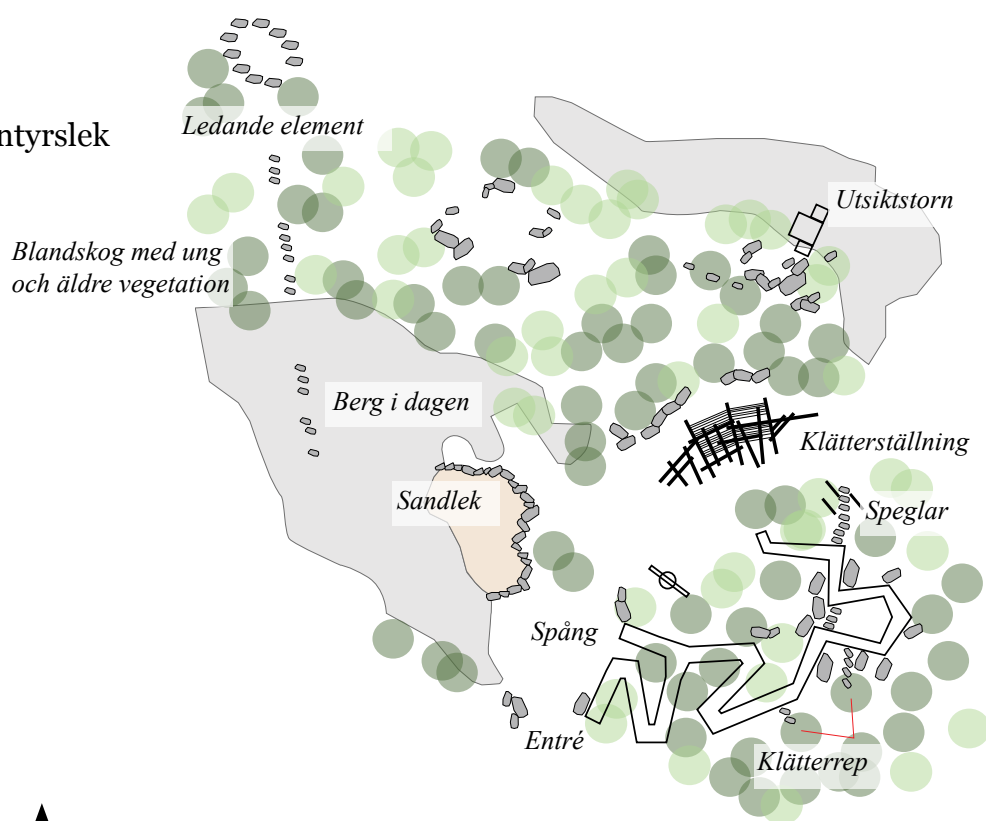 ntyrslek
Ledande element
Utsiktstorn
Blandskog med ung
och äldre vegetation
Berg i dagen
Klätterställning
Sandlek
Speglar
Spång
Entré
Klätterrep